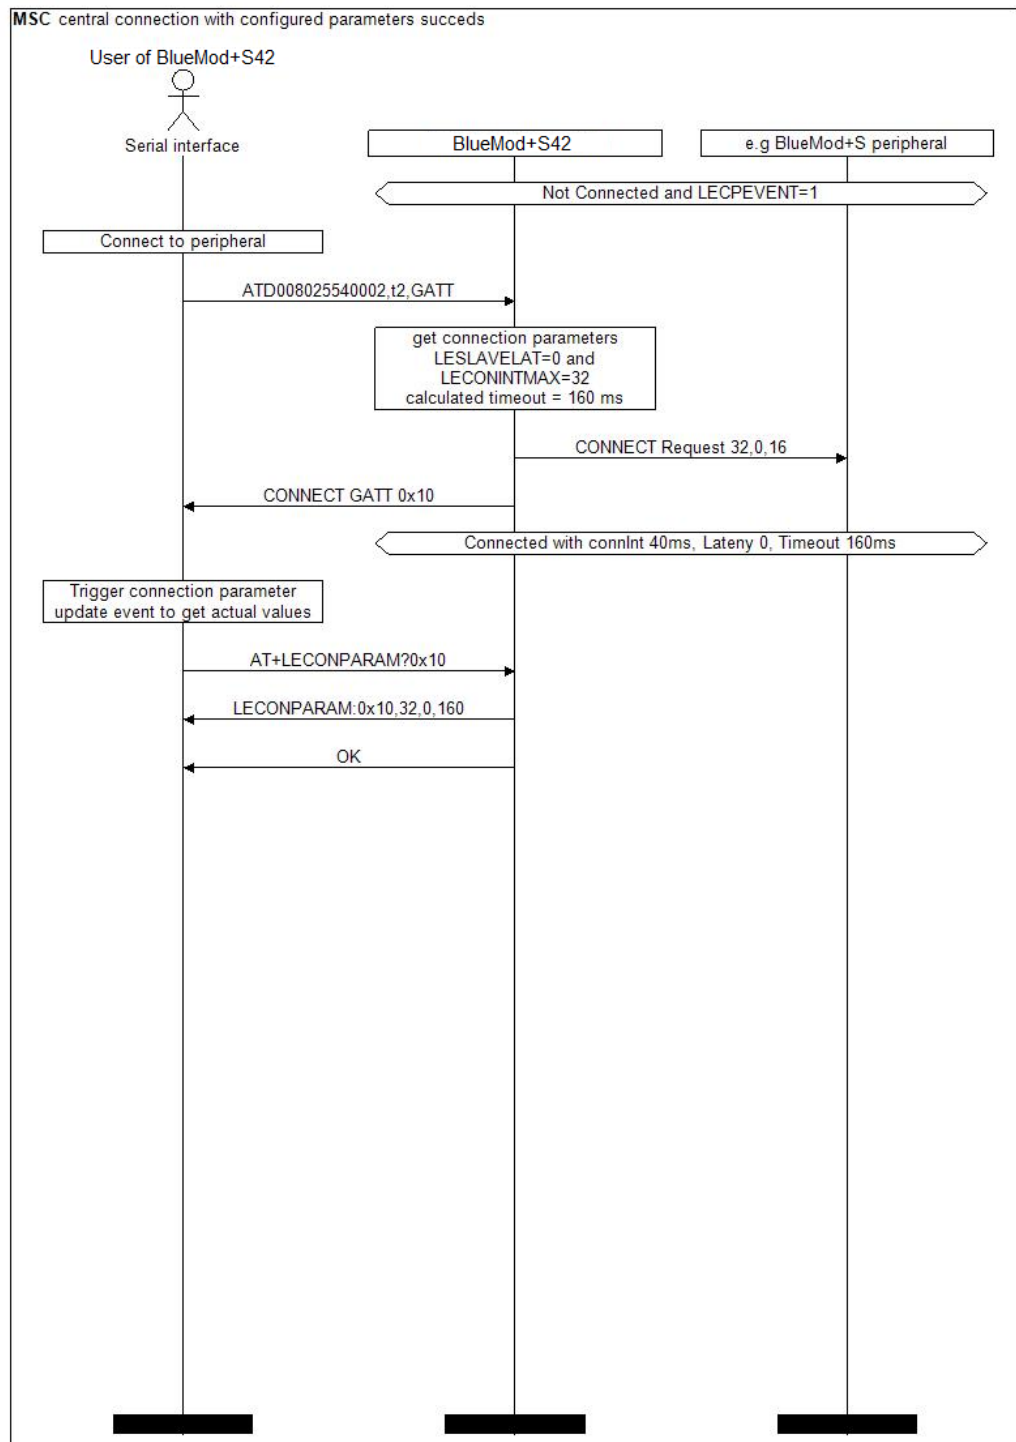 MSC central connection with configured parameters succeds
User of BlueMod+S42
Serial interface
BlueMod+S42
e.g BlueMod+S peripheral
Not Connected and LECPEVENT=1
Connect to peripheral
ATD008025540002,t2,GATT
get connection parameters
LESLAVELAT=0 and
LECONINTMAX=32
calculated timeout = 160 ms
CONNECT Request 32,0,16
CONNECT GATT 0x10
Connected with connInt 40ms, Lateny 0, Timeout 160ms
Trigger connection parameter
update event to get actual values
AT+LECONPARAM?0x10
LECONPARAM:0x10,32,0,160
OK